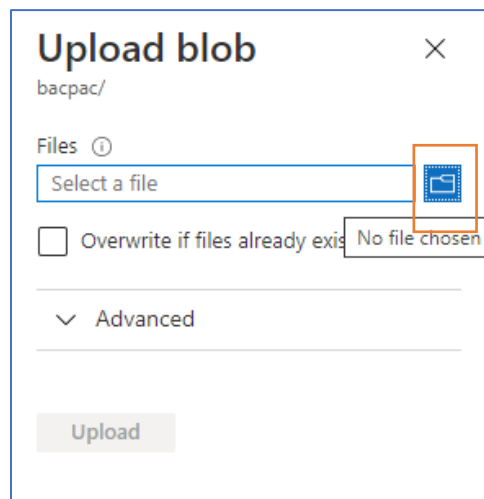 Upload blob
bacpac/
Files
Select a file
Overwrite if files already exis
No file chosen
Advanced
Upload